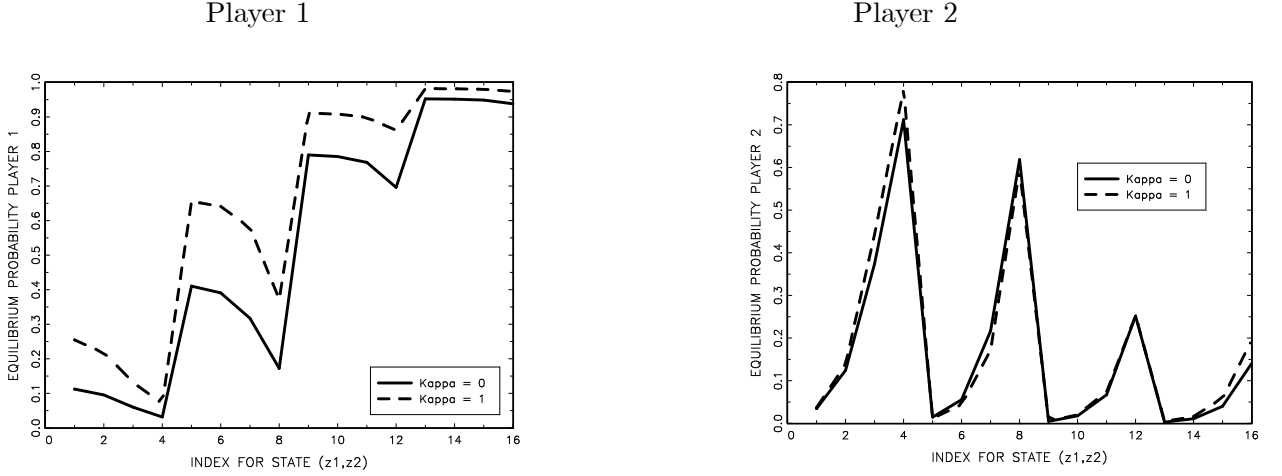 Player 1
EQUILIBRIUM PROBABILITY PLAYER 1
1.0
0.9
0.8
0.7
0.6
0.5
0.4
0.3
0.2
0.1
0.0
Kappa = 0
Kappa = 1
0 2 4 6 8 10 12 14 16
INDEX FOR STATE (z1,z2)
Player 2
EQUILIBRIUM PROBABILITY PLAYER 2
0.8
0.7
0.6
0.5
0.4
0.3
0.2
0.1
0.0
Kappa = 0
Kappa = 1
0 2 4 6 8 10 12 14 16
INDEX FOR STATE (z1,z2)